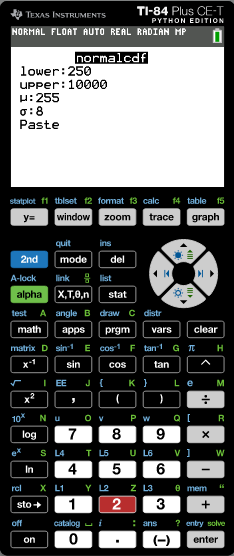 TEXAS INSTRUMENTS TI-84 Plus CE-T
PYTHON EDITION
NORMAL FLOAT AUTO REAL RADIAN MP
normalcdf
lower:250
upper:10000
μ:255
σ:8
Paste
statplot f1 tblset f2 format f3 calc f4 table f5
y= window zoom trace graph
quit ins
2nd mode del
A-lock link list
alpha X,T,θ,n stat
test A angle B draw C distr
math apps prgm vars clear
matrix D sin⁻¹ E cos⁻¹ F tan⁻¹ G π H
x⁻¹ sin cos tan ^
√ I EE J { K } L e M
x² , ( ) ÷
10ˣ N u O v P w Q [ R
log 7 8 9 ×
eˣ S L4 T L5 U L6 V ] W
ln 4 5 6 −
rcl X L1 Y L2 Z L3 θ mem "
sto→ 1 2 3 +
off catalog i : ans ? entry solve
on 0 . (−) enter